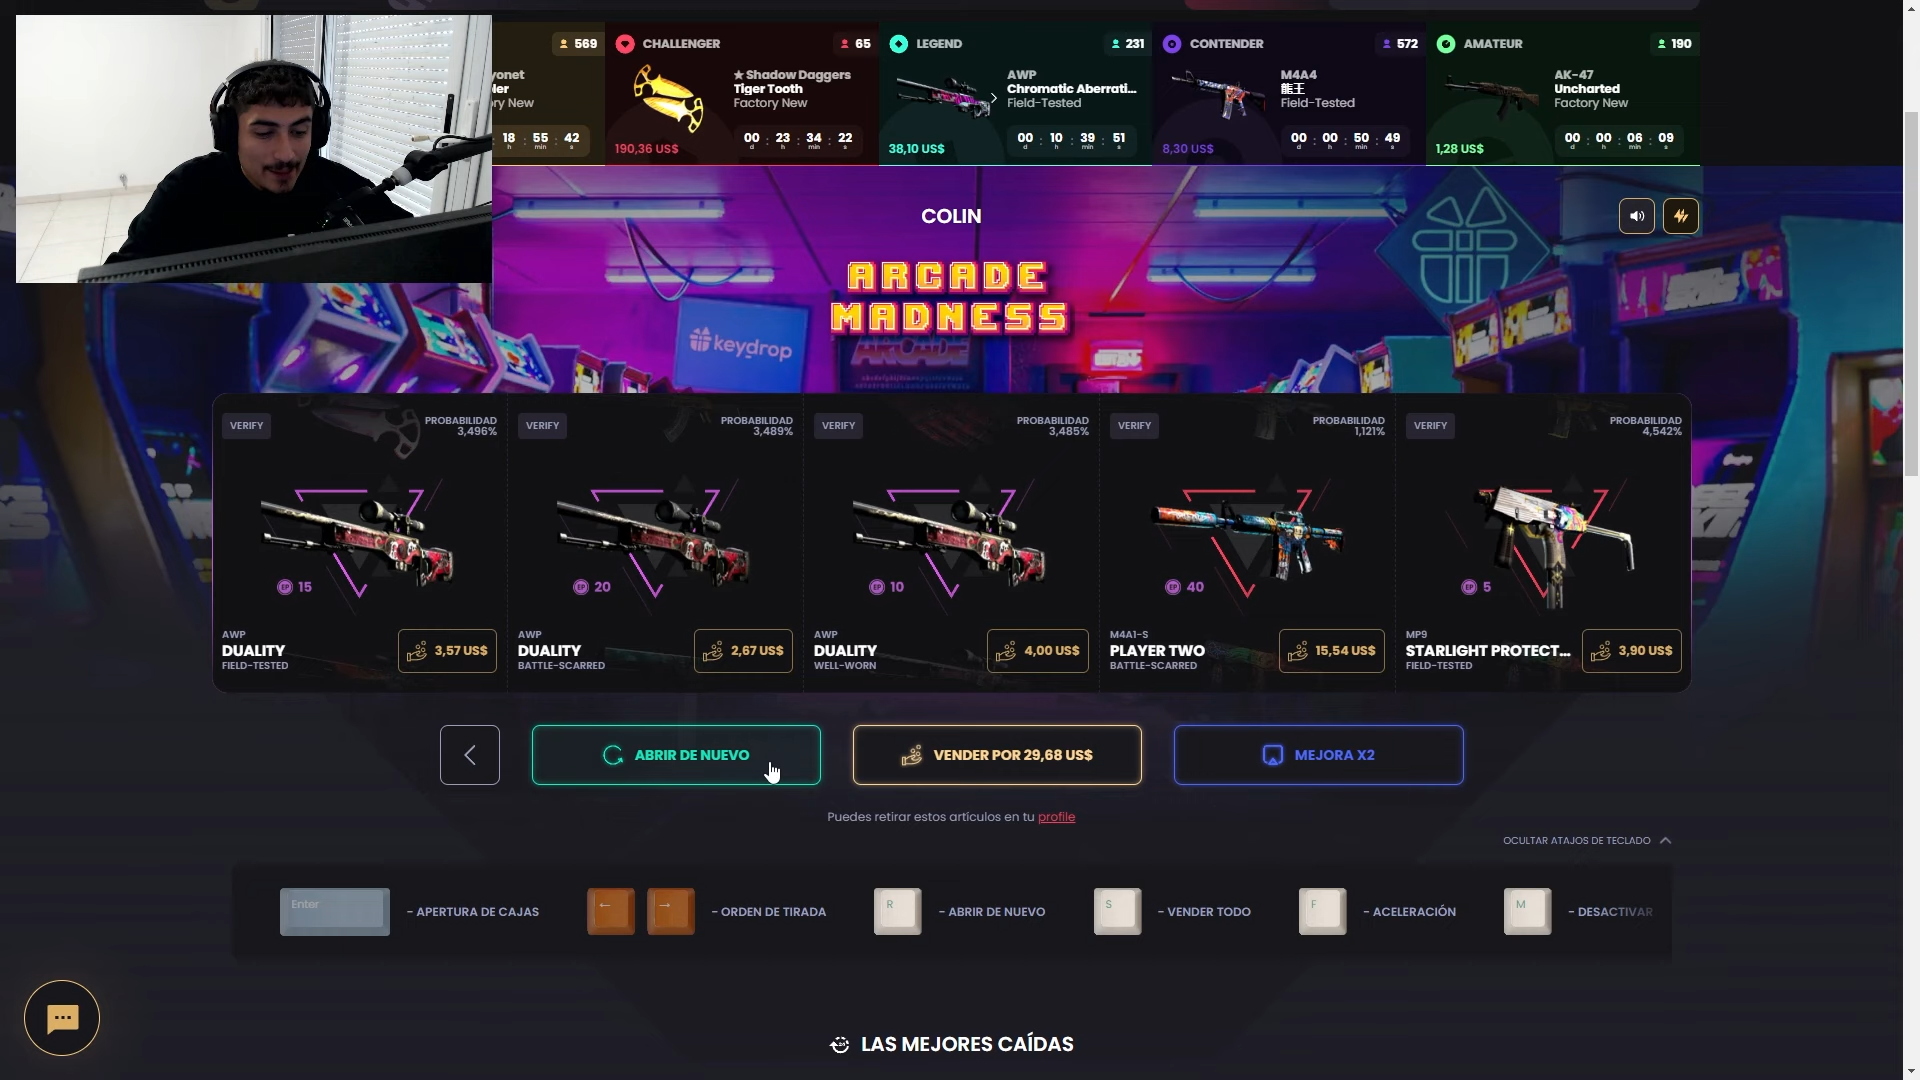 569
yonet
ler
ry New
18 : 55 : 42
h min s
CHALLENGER
65
★ Shadow Daggers
Tiger Tooth
Factory New
190,36 US$
00 : 23 : 34 : 22
d h min s
LEGEND
231
AWP
Chromatic Aberrati...
Field-Tested
38,10 US$
00 : 10 : 39 : 51
d h min s
CONTENDER
572
M4A4
龍王
Field-Tested
8,30 US$
00 : 00 : 50 : 49
d h min s
AMATEUR
190
AK-47
Uncharted
Factory New
1,28 US$
00 : 00 : 06 : 09
d h min s
COLIN
ARCADE
MADNESS
keydrop
ARCADE
VERIFY
PROBABILIDAD
3,496%
15
AWP
DUALITY
FIELD-TESTED
3,57 US$
VERIFY
PROBABILIDAD
3,489%
20
AWP
DUALITY
BATTLE-SCARRED
2,67 US$
VERIFY
PROBABILIDAD
3,485%
10
AWP
DUALITY
WELL-WORN
4,00 US$
VERIFY
PROBABILIDAD
1,121%
40
M4A1-S
PLAYER TWO
BATTLE-SCARRED
15,54 US$
VERIFY
PROBABILIDAD
4,542%
5
MP9
STARLIGHT PROTECT...
FIELD-TESTED
3,90 US$
ABRIR DE NUEVO
VENDER POR 29,68 US$
MEJORA X2
Puedes retirar estos artículos en tu profile
OCULTAR ATAJOS DE TECLADO
Enter - APERTURA DE CAJAS
← → - ORDEN DE TIRADA
R - ABRIR DE NUEVO
S - VENDER TODO
F - ACELERACIÓN
M - DESACTIVAR
LAS MEJORES CAÍDAS